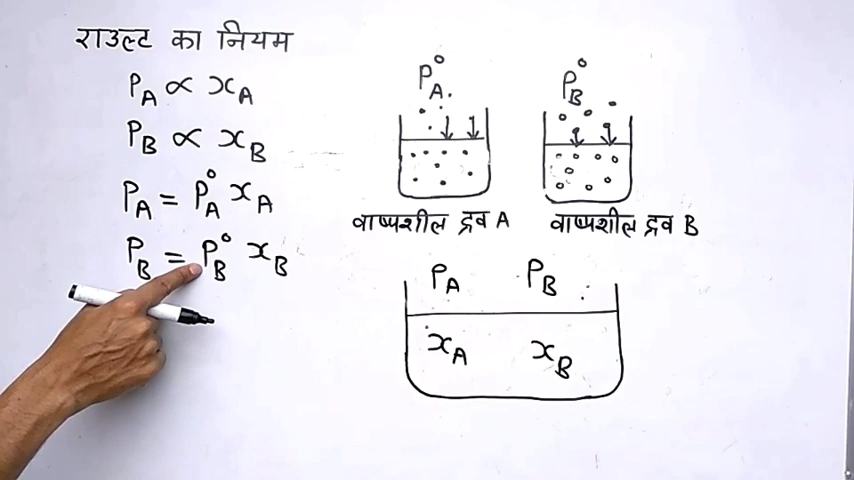 राउल्ट का नियम
P_A ∝ x_A
P_B ∝ x_B
P_A = P°_A x_A
P_B = P°_B x_B
P°_A
P°_B
वाष्पशील द्रव A
वाष्पशील द्रव B
P_A P_B
x_A x_B